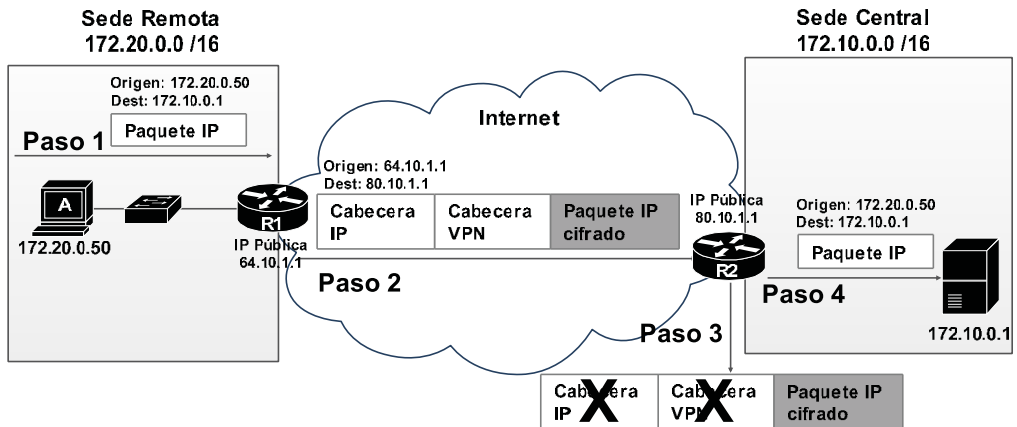 Sede Remota
172.20.0.0 /16
Sede Central
172.10.0.0 /16
Origen: 172.20.0.50
Dest: 172.10.0.1
Paquete IP
Paso 1
A
172.20.0.50
R1
IP Pública
64.10.1.1
Internet
Origen: 64.10.1.1
Dest: 80.10.1.1
Cabecera
IP
Cabecera
VPN
Paquete IP
cifrado
Paso 2
IP Pública
80.10.1.1
R2
Origen: 172.20.0.50
Dest: 172.10.0.1
Paquete IP
Paso 4
172.10.0.1
Paso 3
Cabecera
IP
X
Cabecera
VPN
X
Paquete IP
cifrado